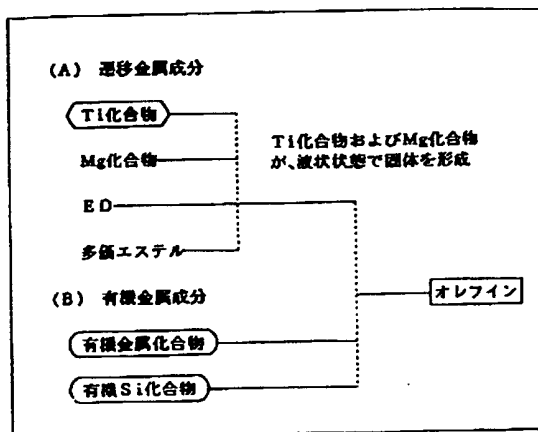 (A) 遷移金属成分
Ti化合物
Mg化合物
Ti化合物およびMg化合物
が、液状状態で固体を形成
ED
多価エステル
(B) 有機金属成分
オレフイン
有機金属化合物
有機Si化合物